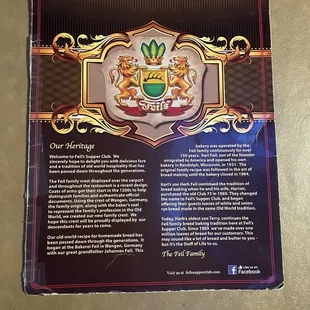 Feil's
Our Heritage
Welcome to Feil's Supper Club. We
sincerely hope to delight you with delicious fare
and a tradition of old world hospitality that has
been passed down throughout the generations.
The Feil family crest displayed over the carport
and throughout the restaurant is a recent design.
Coats of arms got their start in the 1200s to help
distinguish families and authenticate official
documents. Using the crest of Wangen, Germany,
the family origin, along with the baker's seal
to represent the family's profession in the Old
World, we created our new family crest. We
hope this crest will be proudly displayed by our
descendants for years to come.
Our old world recipe for homemade bread has
been passed down through the generations. It
began at the Bakerei Feil in Wangen, Germany
with our great grandfather Johannes Feil. This
bakery was operated by the
Feil family continuously for over
150 years. Karl Feil, son of the founder
emigrated to America and opened his own
bakery in Randolph, Wisconsin, in 1931. The
original family recipe was followed in the art of
bread making until the bakery closed in 1964.
Karl's son Herb Feil continued the tradition of
bread baking when he and his wife, Harriet,
purchased the Club 73 in 1969. They changed
the name to Feil's Supper Club, and began
offering their guests loaves of white and onion
rye bread made in the same Old World tradition.
Today, Herb's oldest son Terry, continues the
Feil family bread baking tradition here at Feil's
Supper Club. Since 1969 we've made over one
million loaves of bread for our customers. This
may sound like a lot of bread and butter to you-
but it's the Staff of Life to us.
The Feil Family
Visit us at feilssupperclub.com
Like us on
Facebook